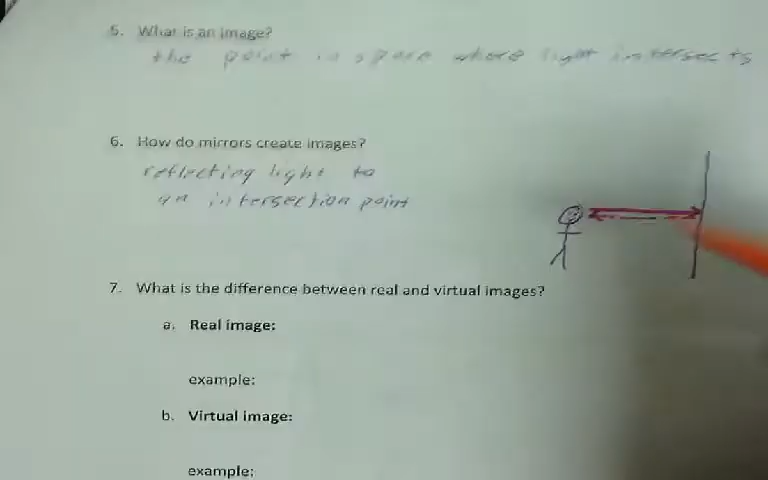 5. What is an image?
the point in space where light intersects
6. How do mirrors create images?
reflecting light to
an intersection point
7. What is the difference between real and virtual images?
a. Real image:
example:
b. Virtual image:
example: